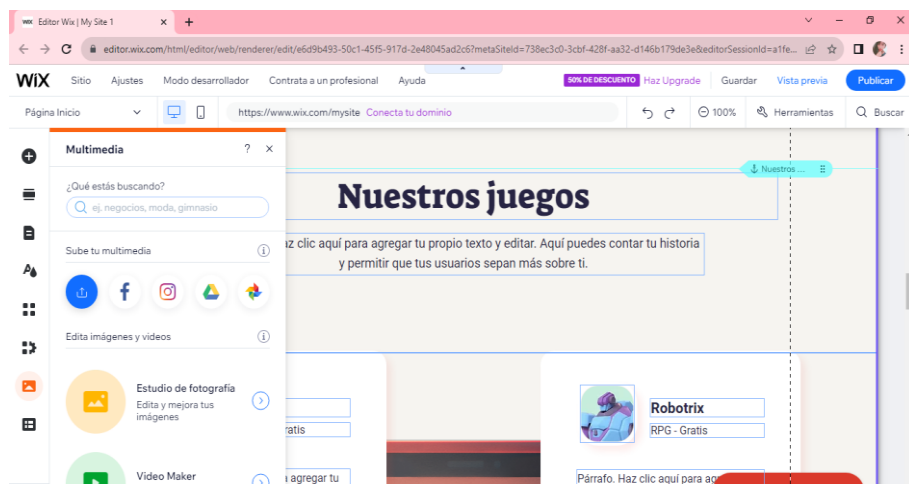 WIX Editor Wix | My Site 1
editor.wix.com/html/editor/web/renderer/edit/e6d9b493-50c1-45f5-917d-2e48045ad2c6?metaSiteId=738ec3c0-3cbf-428f-aa32-d146b179de3e&editorSessionId=a1fe...
WiX Sitio Ajustes Modo desarrollador Contrata a un profesional Ayuda 50% DE DESCUENTO Haz Upgrade Guardar Vista previa Publicar
Página Inicio https://www.wix.com/mysite Conecta tu dominio 100% Herramientas Buscar
Multimedia ? ×
¿Qué estás buscando?
ej. negocios, moda, gimnasio
Sube tu multimedia
Edita imágenes y videos
Estudio de fotografía
Edita y mejora tus
imágenes
Video Maker
Nuestros ...
Nuestros juegos
az clic aquí para agregar tu propio texto y editar. Aquí puedes contar tu historia
y permitir que tus usuarios sepan más sobre ti.
ratis
agregar tu
Robotrix
RPG - Gratis
Párrafo. Haz clic aquí para ag